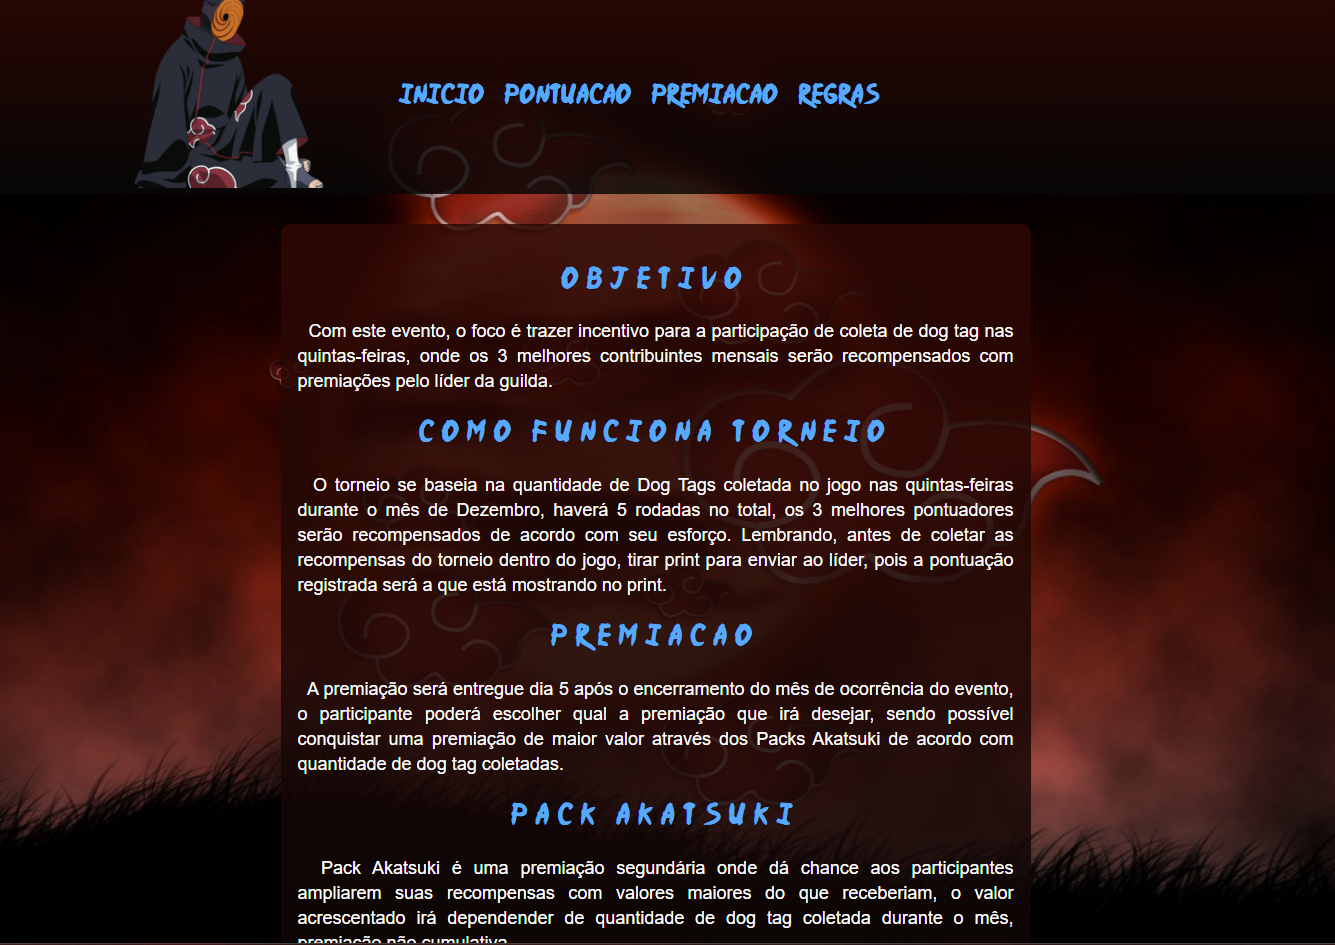 INICIO PONTUACAO PREMIACAO REGRAS
OBJETIVO
Com este evento, o foco é trazer incentivo para a participação de coleta de dog tag nas
quintas-feiras, onde os 3 melhores contribuintes mensais serão recompensados com
premiações pelo líder da guilda.
COMO FUNCIONA TORNEIO
O torneio se baseia na quantidade de Dog Tags coletada no jogo nas quintas-feiras
durante o mês de Dezembro, haverá 5 rodadas no total, os 3 melhores pontuadores
serão recompensados de acordo com seu esforço. Lembrando, antes de coletar as
recompensas do torneio dentro do jogo, tirar print para enviar ao líder, pois a pontuação
registrada será a que está mostrando no print.
PREMIACAO
A premiação será entregue dia 5 após o encerramento do mês de ocorrência do evento,
o participante poderá escolher qual a premiação que irá desejar, sendo possível
conquistar uma premiação de maior valor através dos Packs Akatsuki de acordo com
quantidade de dog tag coletadas.
PACK AKATSUKI
Pack Akatsuki é uma premiação segundária onde dá chance aos participantes
ampliarem suas recompensas com valores maiores do que receberiam, o valor
acrescentado irá dependender de quantidade de dog tag coletada durante o mês,
premiação não cumulativa.